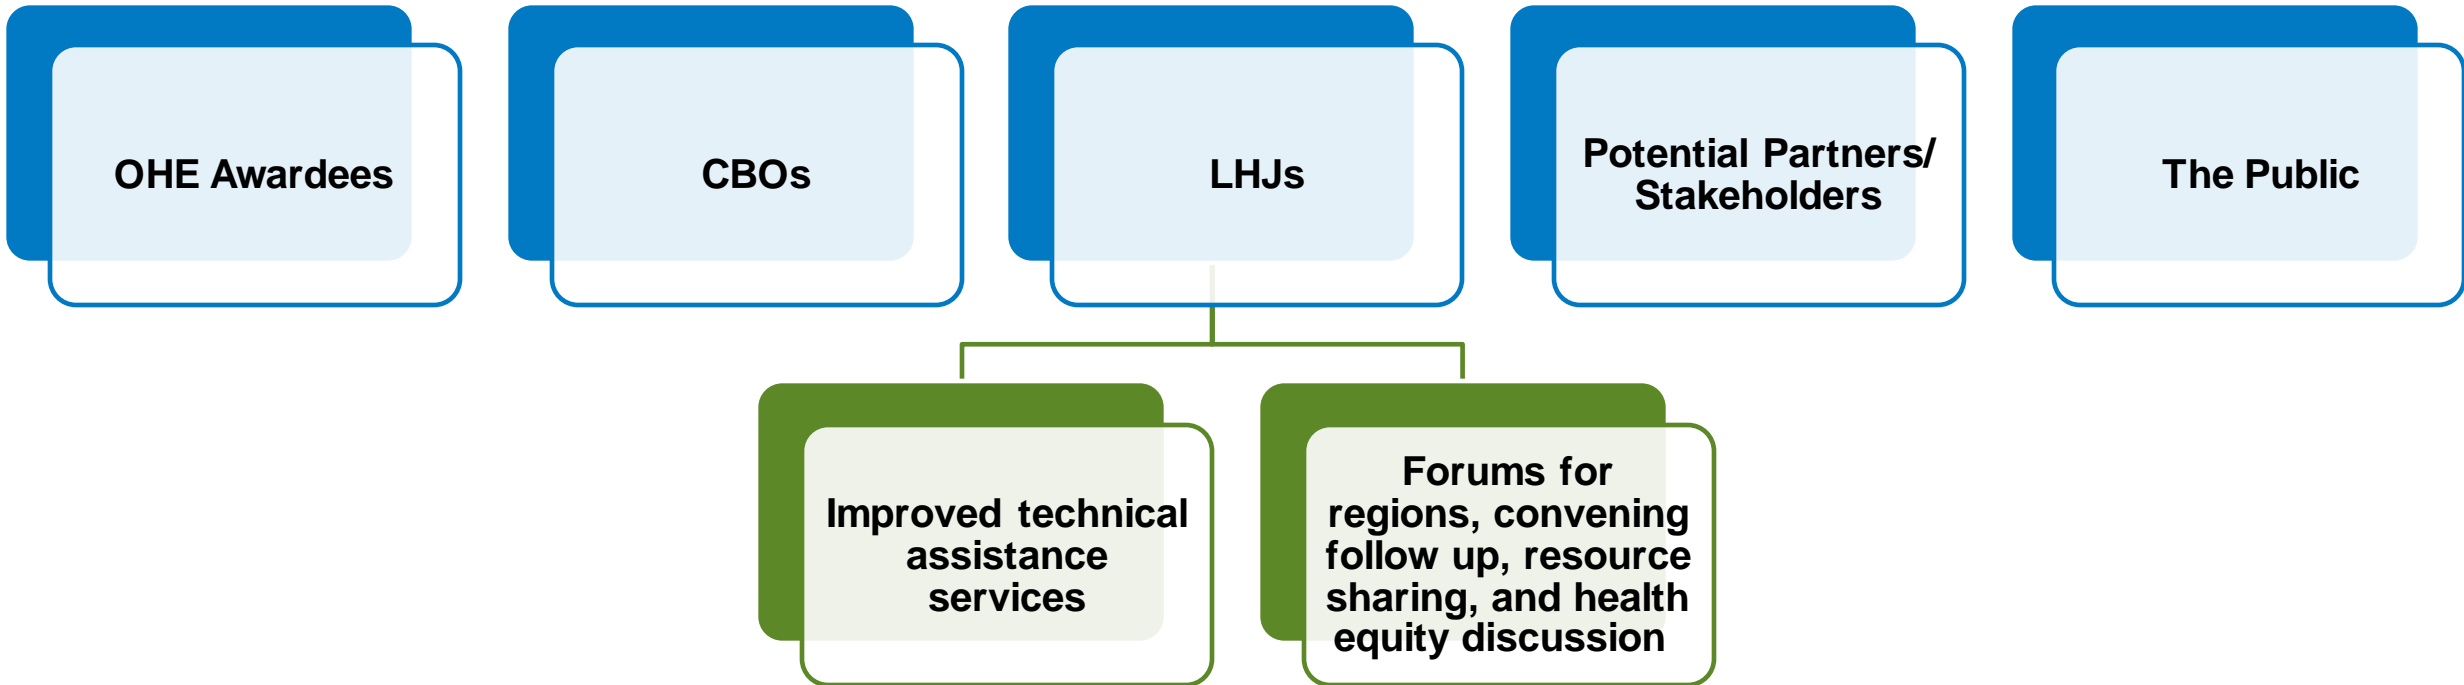 OHE Awardees
CBOs
LHJs
Potential Partners/
Stakeholders
The Public
Improved technical
assistance
services
Forums for
regions, convening
follow up, resource
sharing, and health
equity discussion